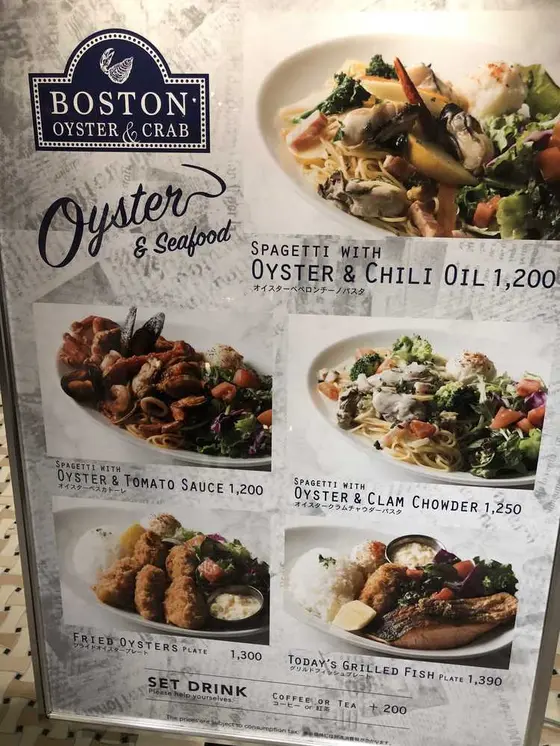 BOSTON
OYSTER & CRAB
Oyster
& Seafood
SPAGETTI WITH
OYSTER & CHILI OIL 1,200
オイスターペペロンチーノパスタ
SPAGETTI WITH
OYSTER & TOMATO SAUCE 1,200
オイスターペスカトーレ
SPAGETTI WITH
OYSTER & CLAM CHOWDER 1,250
オイスタークラムチャウダーパスタ
FRIED OYSTERS PLATE 1,300
フライドオイスタープレート
TODAY'S GRILLED FISH PLATE 1,390
グリルドフィッシュプレート
SET DRINK
Please help yourselves.
COFFEE OR TEA + 200
コーヒー or 紅茶
The prices are subject to consumption tax.